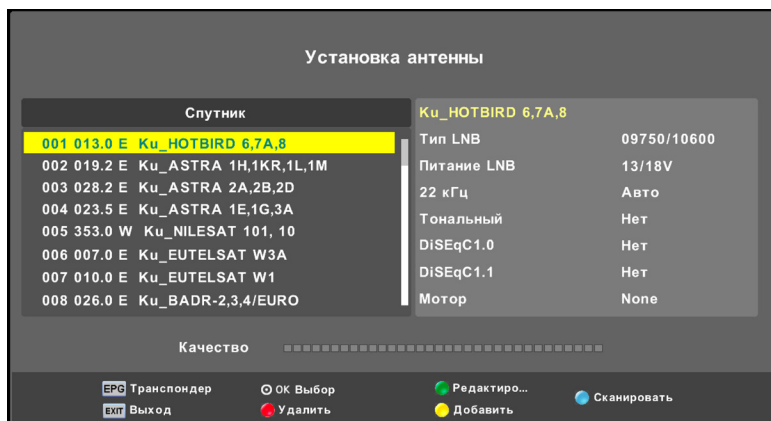 Установка антенны
Спутник
001 013.0 E Ku_HOTBIRD 6,7A,8
002 019.2 E Ku_ASTRA 1H,1KR,1L,1M
003 028.2 E Ku_ASTRA 2A,2B,2D
004 023.5 E Ku_ASTRA 1E,1G,3A
005 353.0 W Ku_NILESAT 101, 10
006 007.0 E Ku_EUTELSAT W3A
007 010.0 E Ku_EUTELSAT W1
008 026.0 E Ku_BADR-2,3,4/EURO
Ku_HOTBIRD 6,7A,8
Тип LNB 09750/10600
Питание LNB 13/18V
22 кГц Авто
Тональный Нет
DiSEqC1.0 Нет
DiSEqC1.1 Нет
Мотор None
Качество
EPG Транспондер OK Выбор Редактиро... Сканировать
EXIT Выход Удалить Добавить